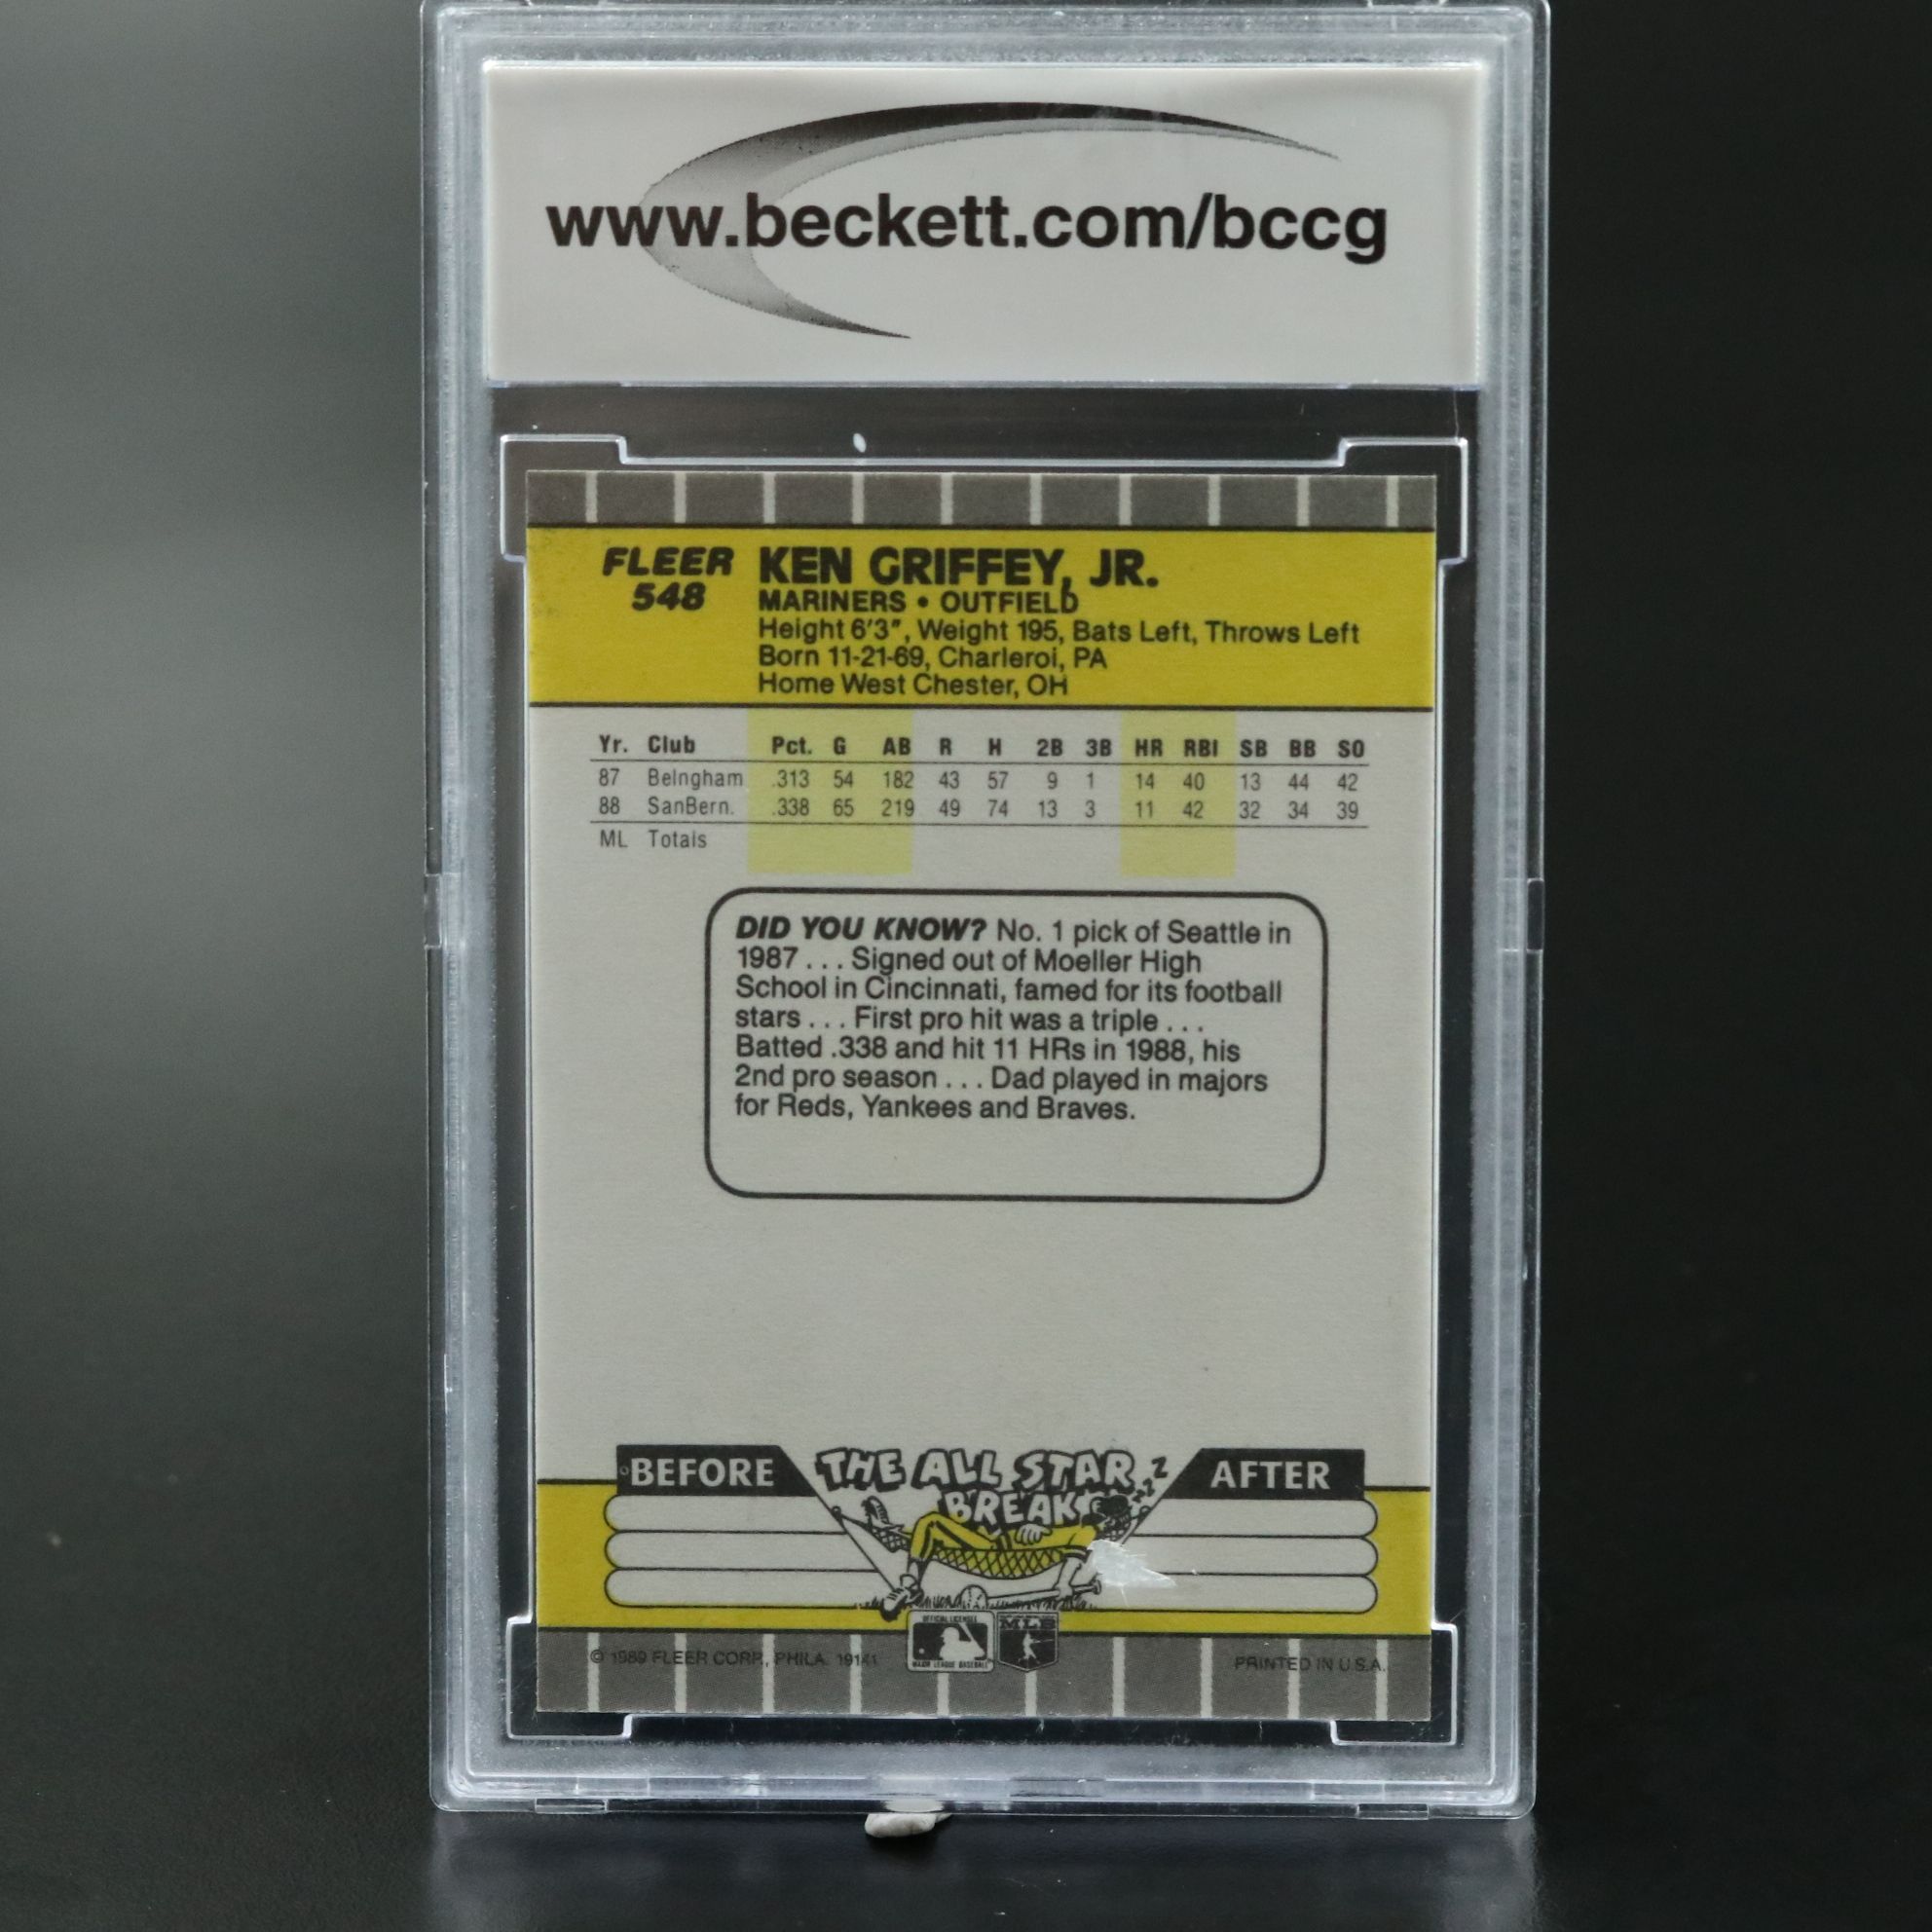 www.beckett.com/bccg
FLEER
548
KEN GRIFFEY, JR.
MARINERS • OUTFIELD
Height 6'3", Weight 195, Bats Left, Throws Left
Born 11-21-69, Charleroi, PA
Home West Chester, OH
Yr. Club Pct. G AB R H 2B 3B HR RBI SB BB SO
87 Belngham .313 54 182 43 57 9 1 14 40 13 44 42
88 SanBern. .338 65 219 49 74 13 3 11 42 32 34 39
ML Totals
DID YOU KNOW? No. 1 pick of Seattle in
1987 . . . Signed out of Moeller High
School in Cincinnati, famed for its football
stars . . . First pro hit was a triple . . .
Batted .338 and hit 11 HRs in 1988, his
2nd pro season . . . Dad played in majors
for Reds, Yankees and Braves.
BEFORE
THE ALL STAR
BREAK
ZZZ
AFTER
OFFICIAL LICENSEE
MAJOR LEAGUE BASEBALL
MLB
© 1989 FLEER CORP., PHILA. 19141
PRINTED IN U.S.A.